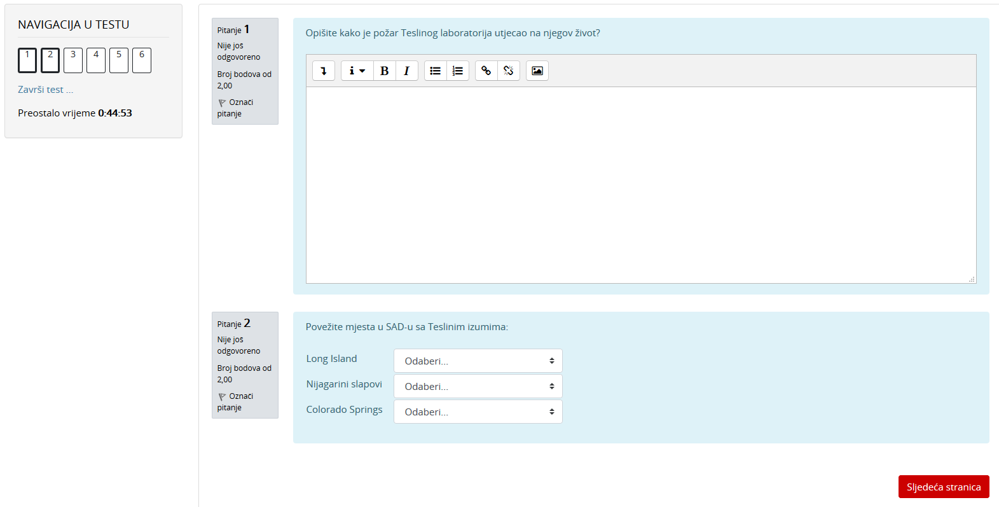 NAVIGACIJA U TESTU
1 2 3 4 5 6
Završi test ...
Preostalo vrijeme 0:44:53
Pitanje 1
Nije još
odgovoreno
Broj bodova od
2,00
Označi
pitanje
Opišite kako je požar Teslinog laboratorija utjecao na njegov život?
Pitanje 2
Nije još
odgovoreno
Broj bodova od
2,00
Označi
pitanje
Povežite mjesta u SAD-u sa Teslinim izumima:
Long Island Odaberi...
Nijagarini slapovi Odaberi...
Colorado Springs Odaberi...
Sljedeća stranica